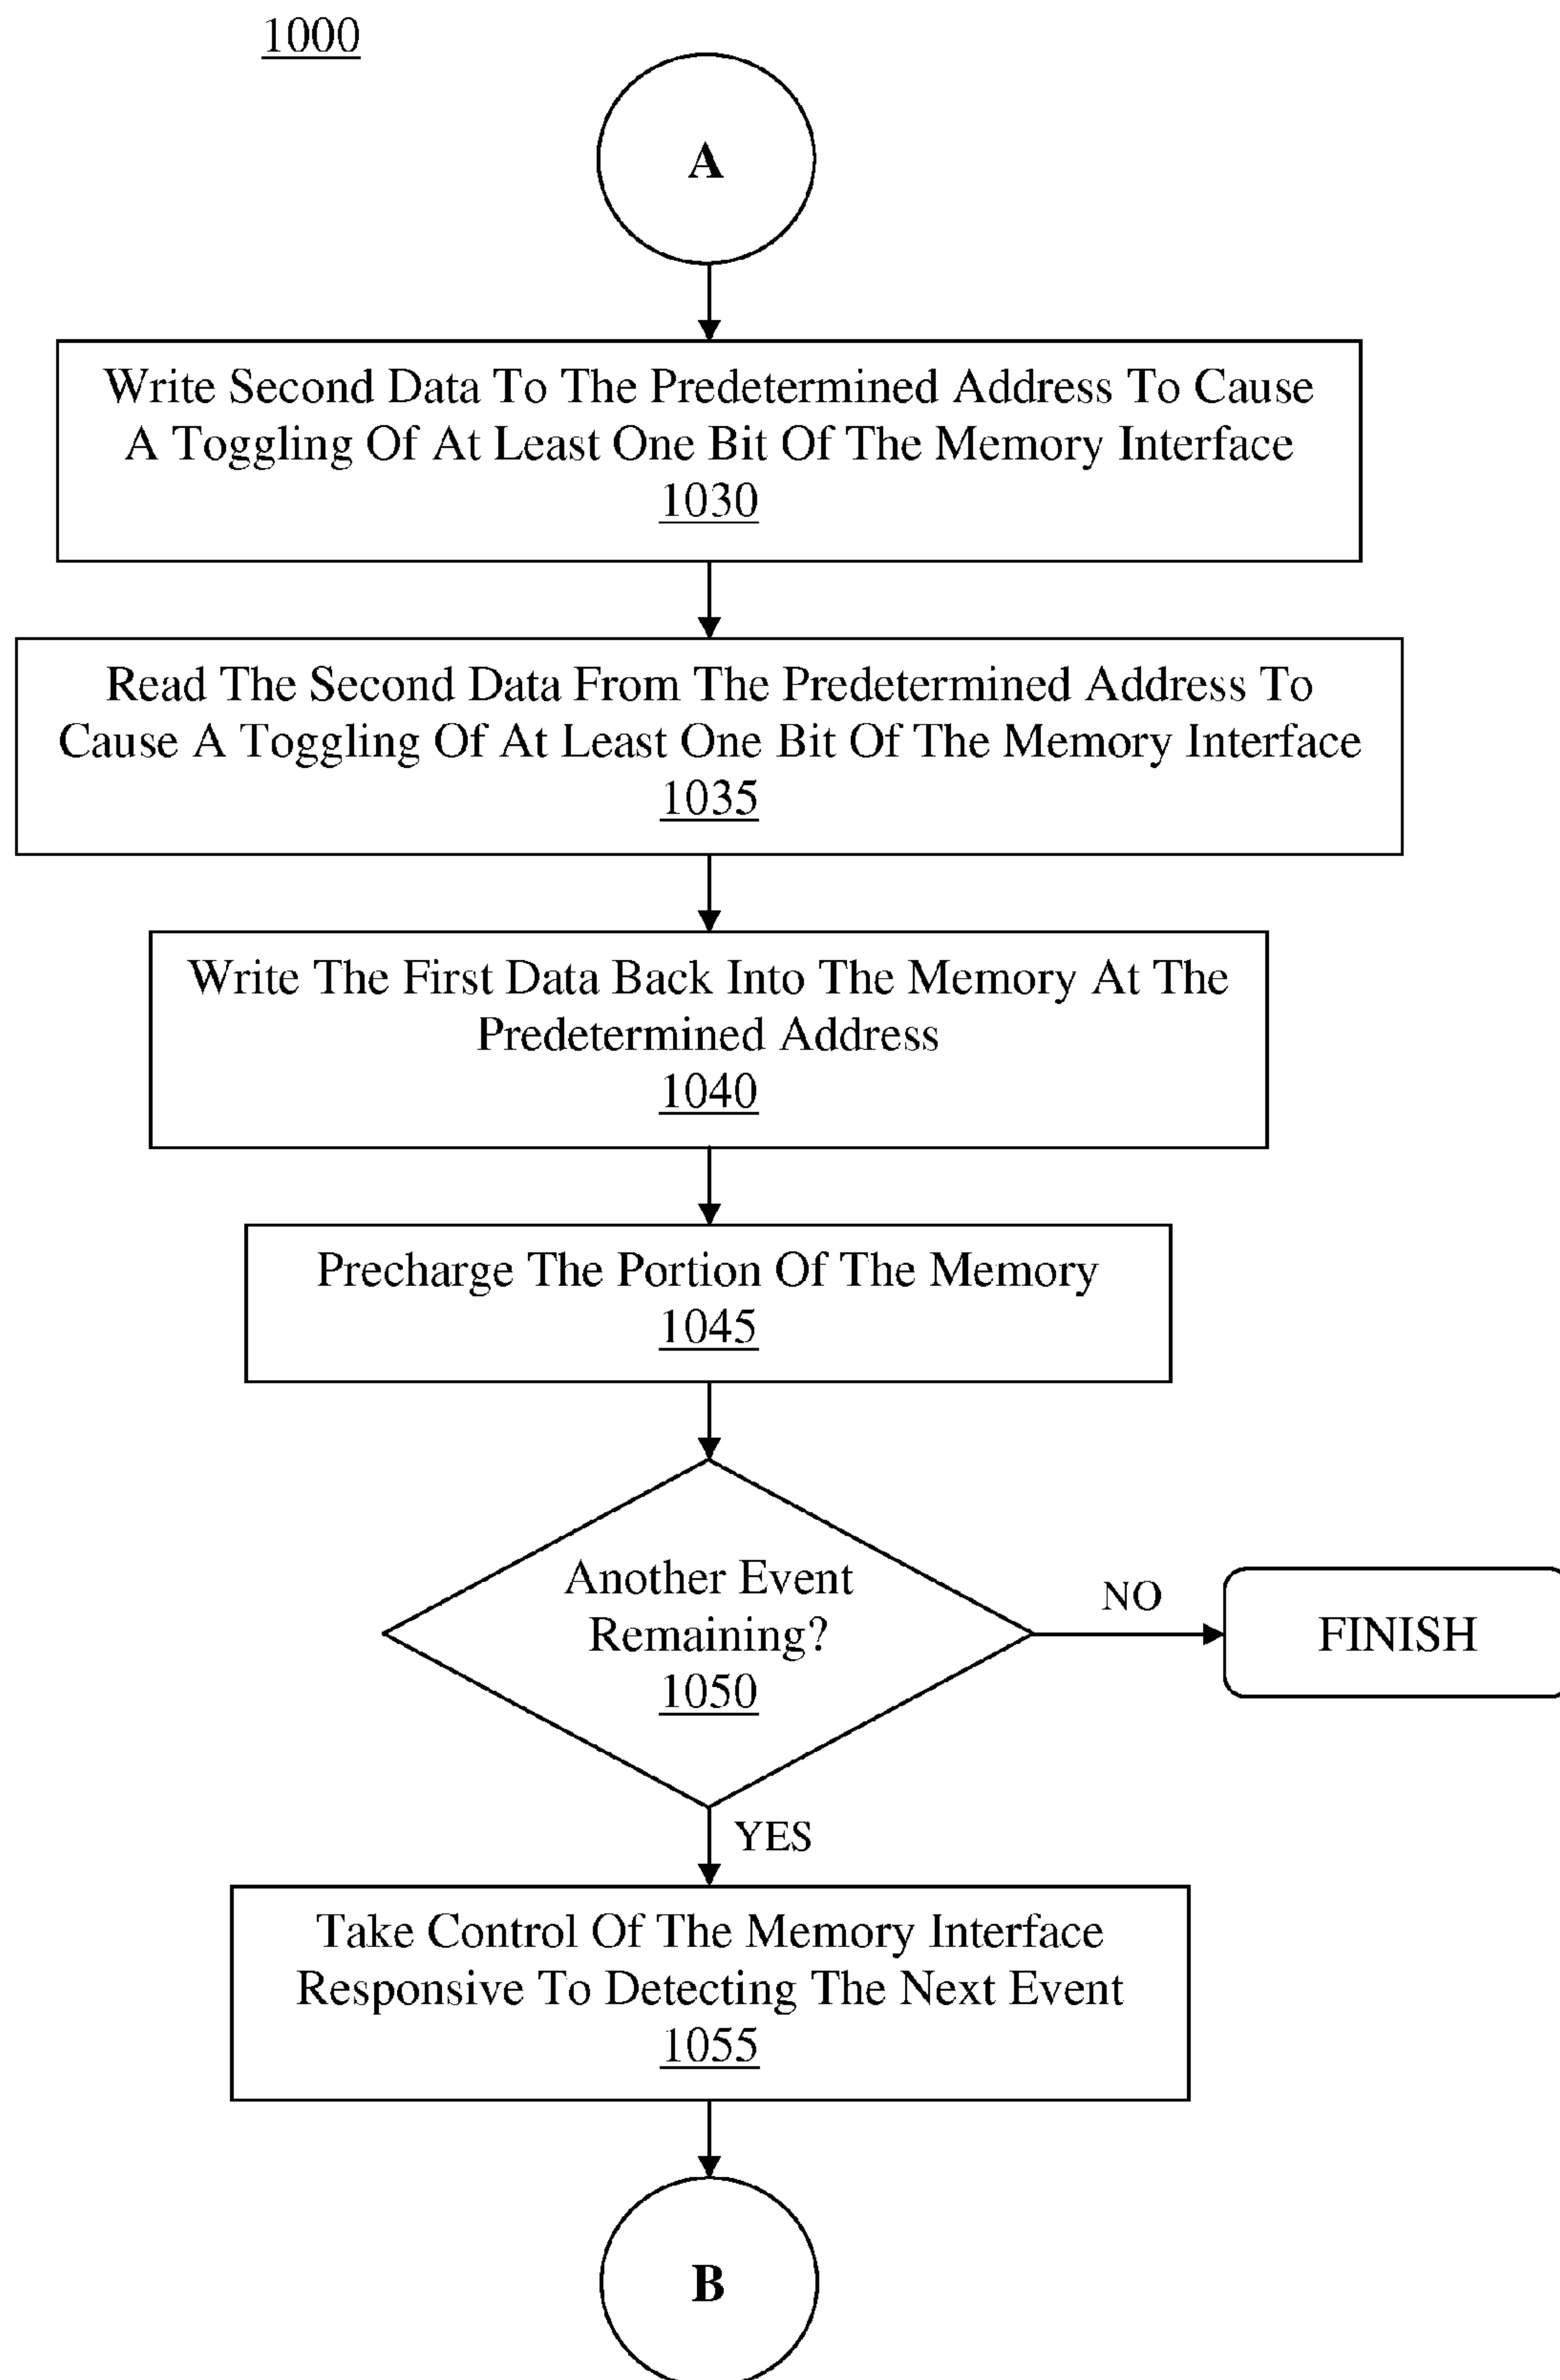 1000
A
Write Second Data To The Predetermined Address To Cause
A Toggling Of At Least One Bit Of The Memory Interface
1030
Read The Second Data From The Predetermined Address To
Cause A Toggling Of At Least One Bit Of The Memory Interface
1035
Write The First Data Back Into The Memory At The
Predetermined Address
1040
Precharge The Portion Of The Memory
1045
Another Event
Remaining?
1050
NO
FINISH
YES
Take Control Of The Memory Interface
Responsive To Detecting The Next Event
1055
B